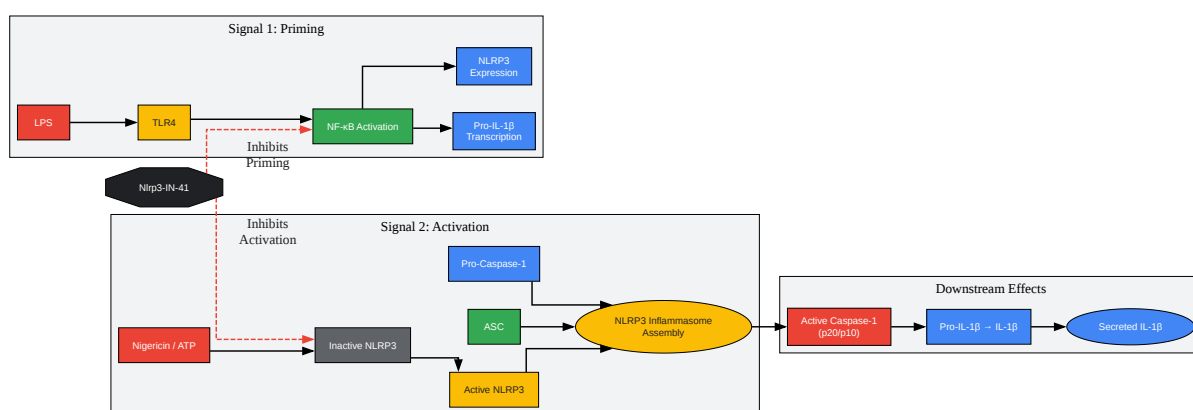 Signal 1: Priming
NLRP3
Expression
LPS
TLR4
NF-κB Activation
Pro-IL-1β
Transcription
Inhibits
Priming
Nlrp3-IN-41
Inhibits
Activation
Signal 2: Activation
Pro-Caspase-1
Downstream Effects
ASC
NLRP3 Inflammasome
Assembly
Active Caspase-1
(p20/p10)
Pro-IL-1β → IL-1β
Secreted IL-1β
Nigericin / ATP
Inactive NLRP3
Active NLRP3